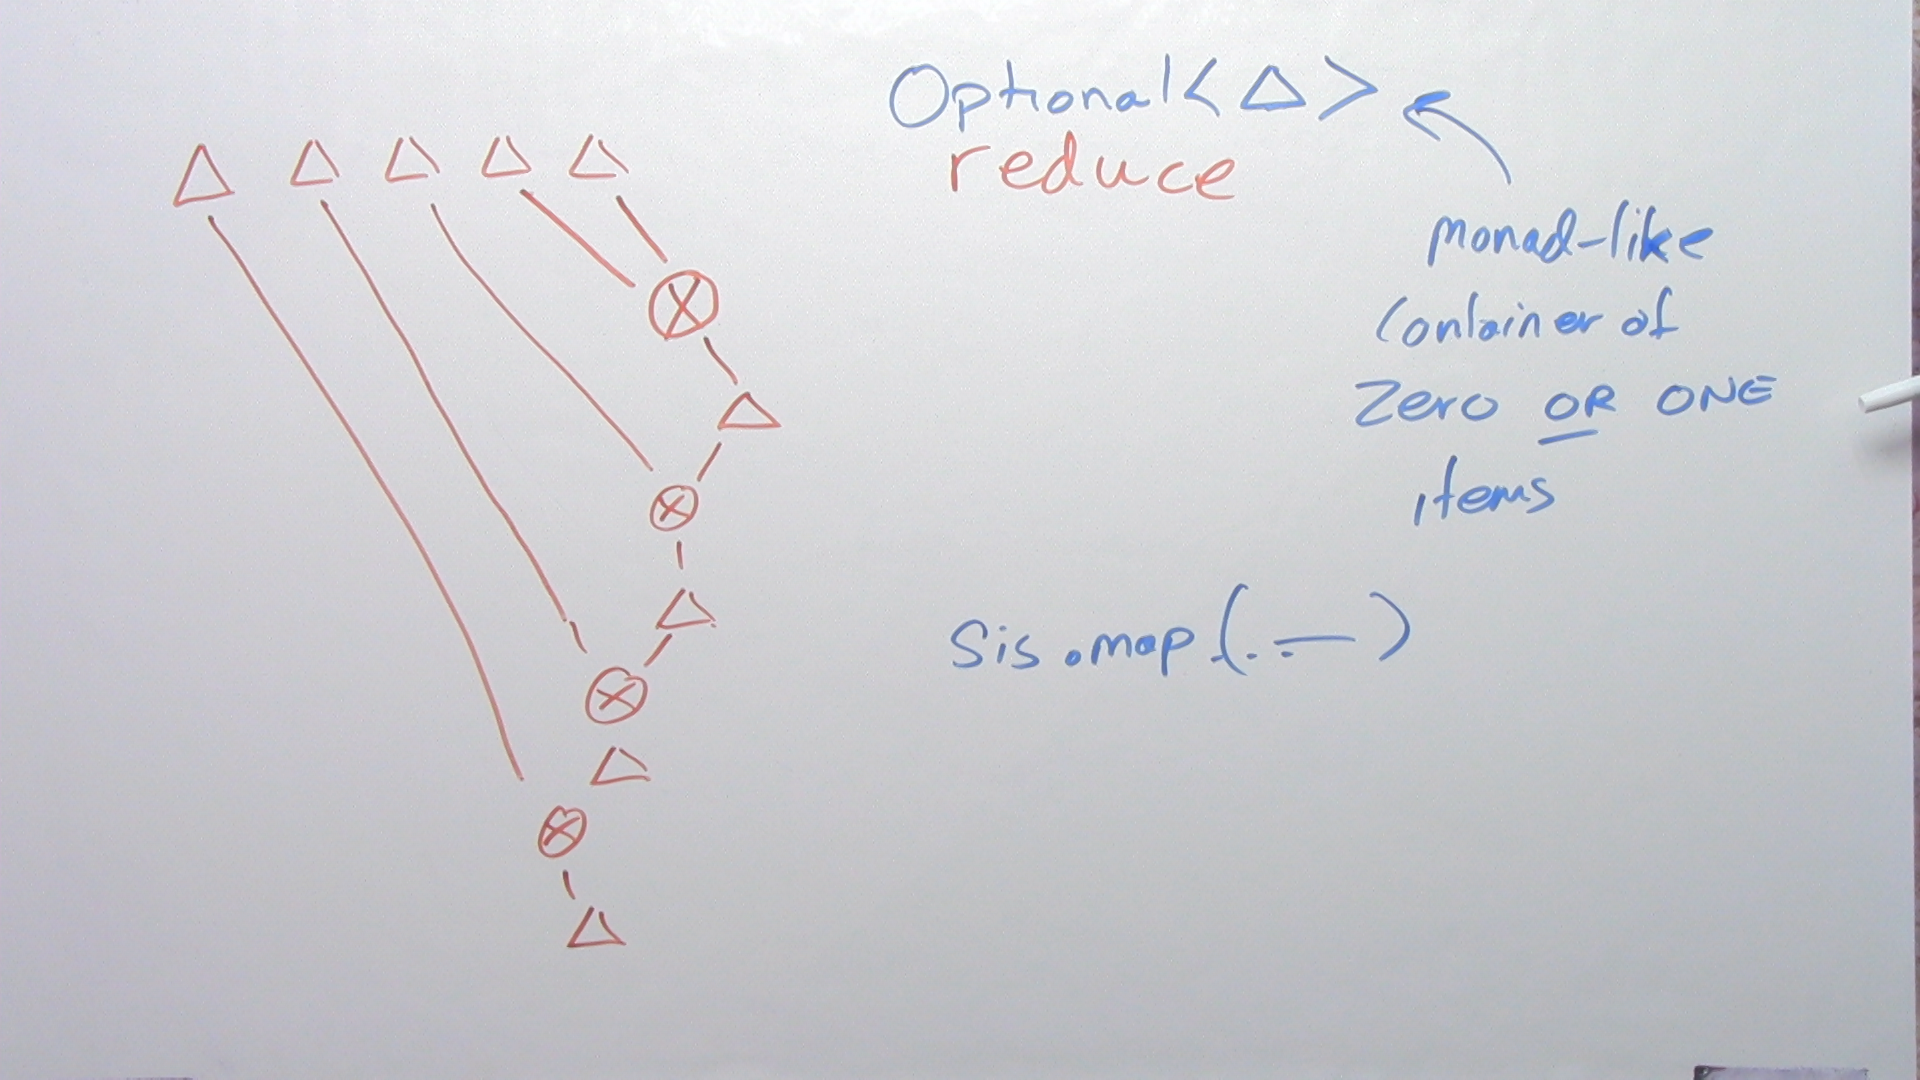 Optional<△>
reduce
monad-like
Container of
Zero OR ONE
items
Sis.map(.—)